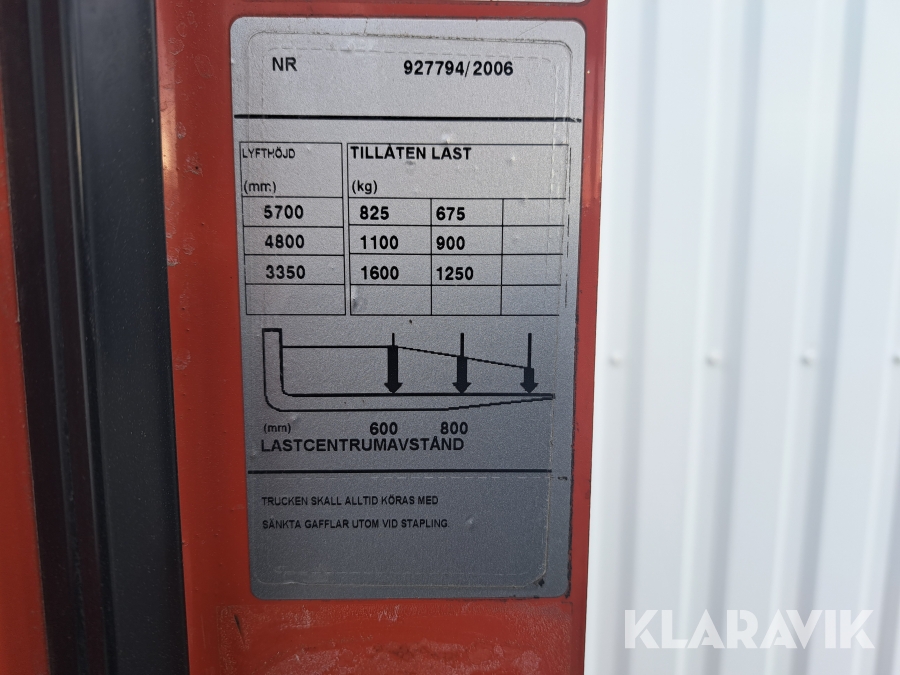 NR 927794/2006
LYFTHÖJD TILLÅTEN LAST
(mm) (kg)
5700 825 675
4800 1100 900
3350 1600 1250
(mm) 600 800
LASTCENTRUMAVSTÅND
TRUCKEN SKALL ALLTID KÖRAS MED
SÄNKTA GAFFLAR UTOM VID STAPLING.
KLARAVIK